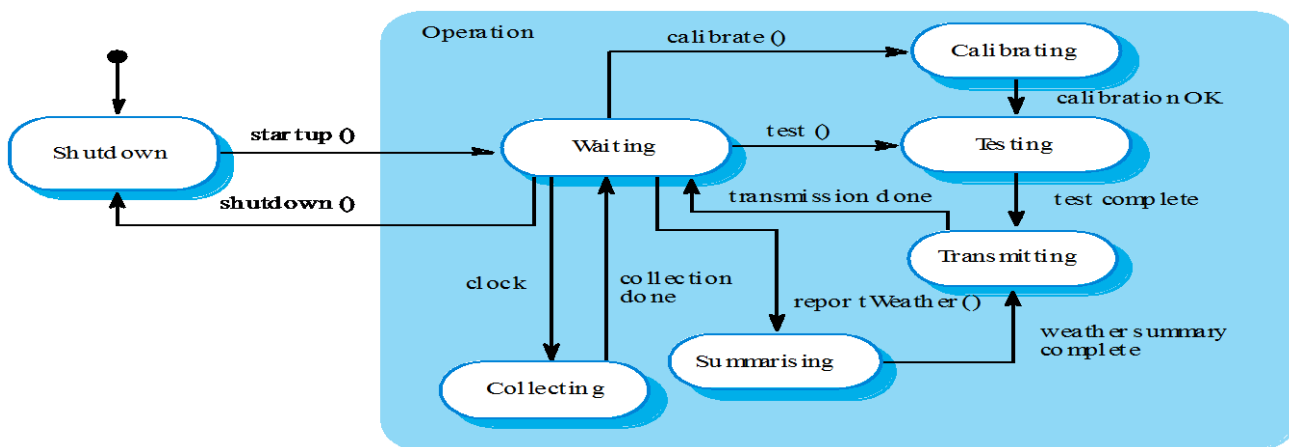 Operation
calibrate ()
Calibrating
calibration OK
startup ()
test ()
Shutdown
Waiting
Testing
shutdown ()
transmission done
test complete
Transmitting
clock
collection
done
reportWeather ()
weather summary
complete
Summarising
Collecting